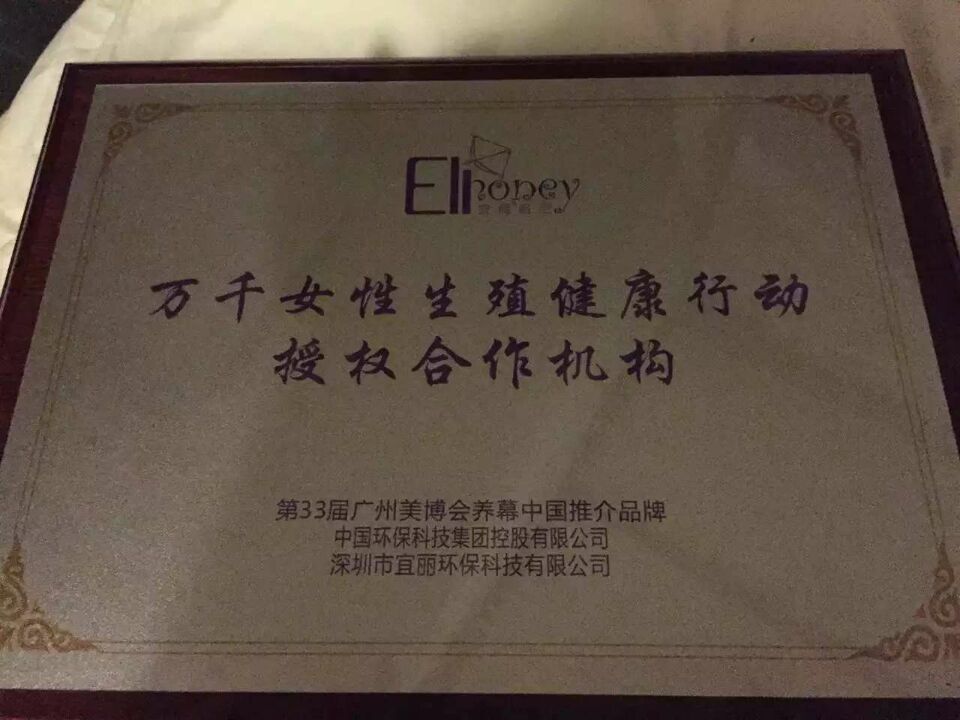 Ellhoney
万千女性生殖健康行动
授权合作机构
第33届广州美博会养幕中国推介品牌
中国环保科技集团控股有限公司
深圳市宜丽环保科技有限公司